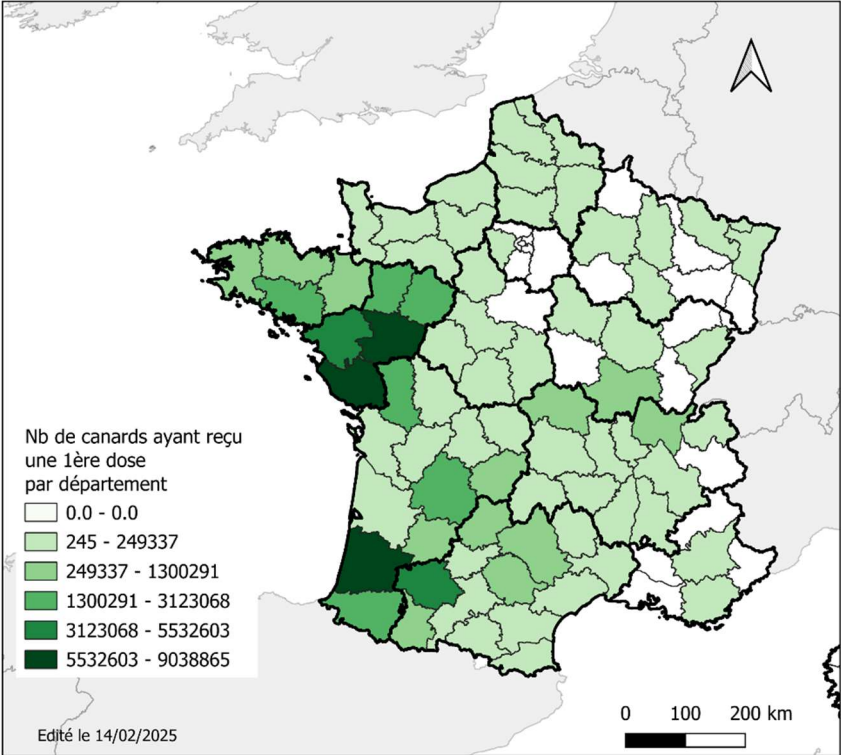 Nb de canards ayant reçu
une 1ère dose
par département
0.0 - 0.0
245 - 249337
249337 - 1300291
1300291 - 3123068
3123068 - 5532603
5532603 - 9038865
Edité le 14/02/2025
0 100 200 km